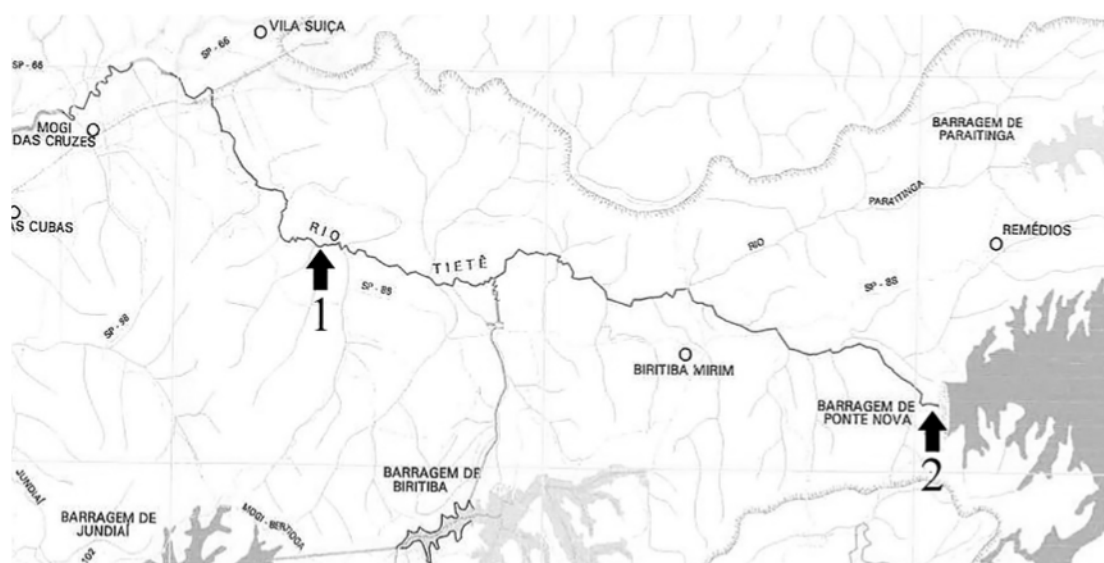 VILA SUIÇA
SP - 66
SP - 66
MOGI
DAS CRUZES
AS CUBAS
RIO
TIETÊ
1
SP - 88
SP - 98
BARRAGEM DE
PARAITINGA
PARAITINGA
RIO
REMÉDIOS
SP - 88
BIRITIBA MIRIM
BARRAGEM DE
PONTE NOVA
2
BARRAGEM DE
BIRITIBA
JUNDIAÍ
BARRAGEM DE
JUNDIAÍ
MOGI - BERTIOGA
102